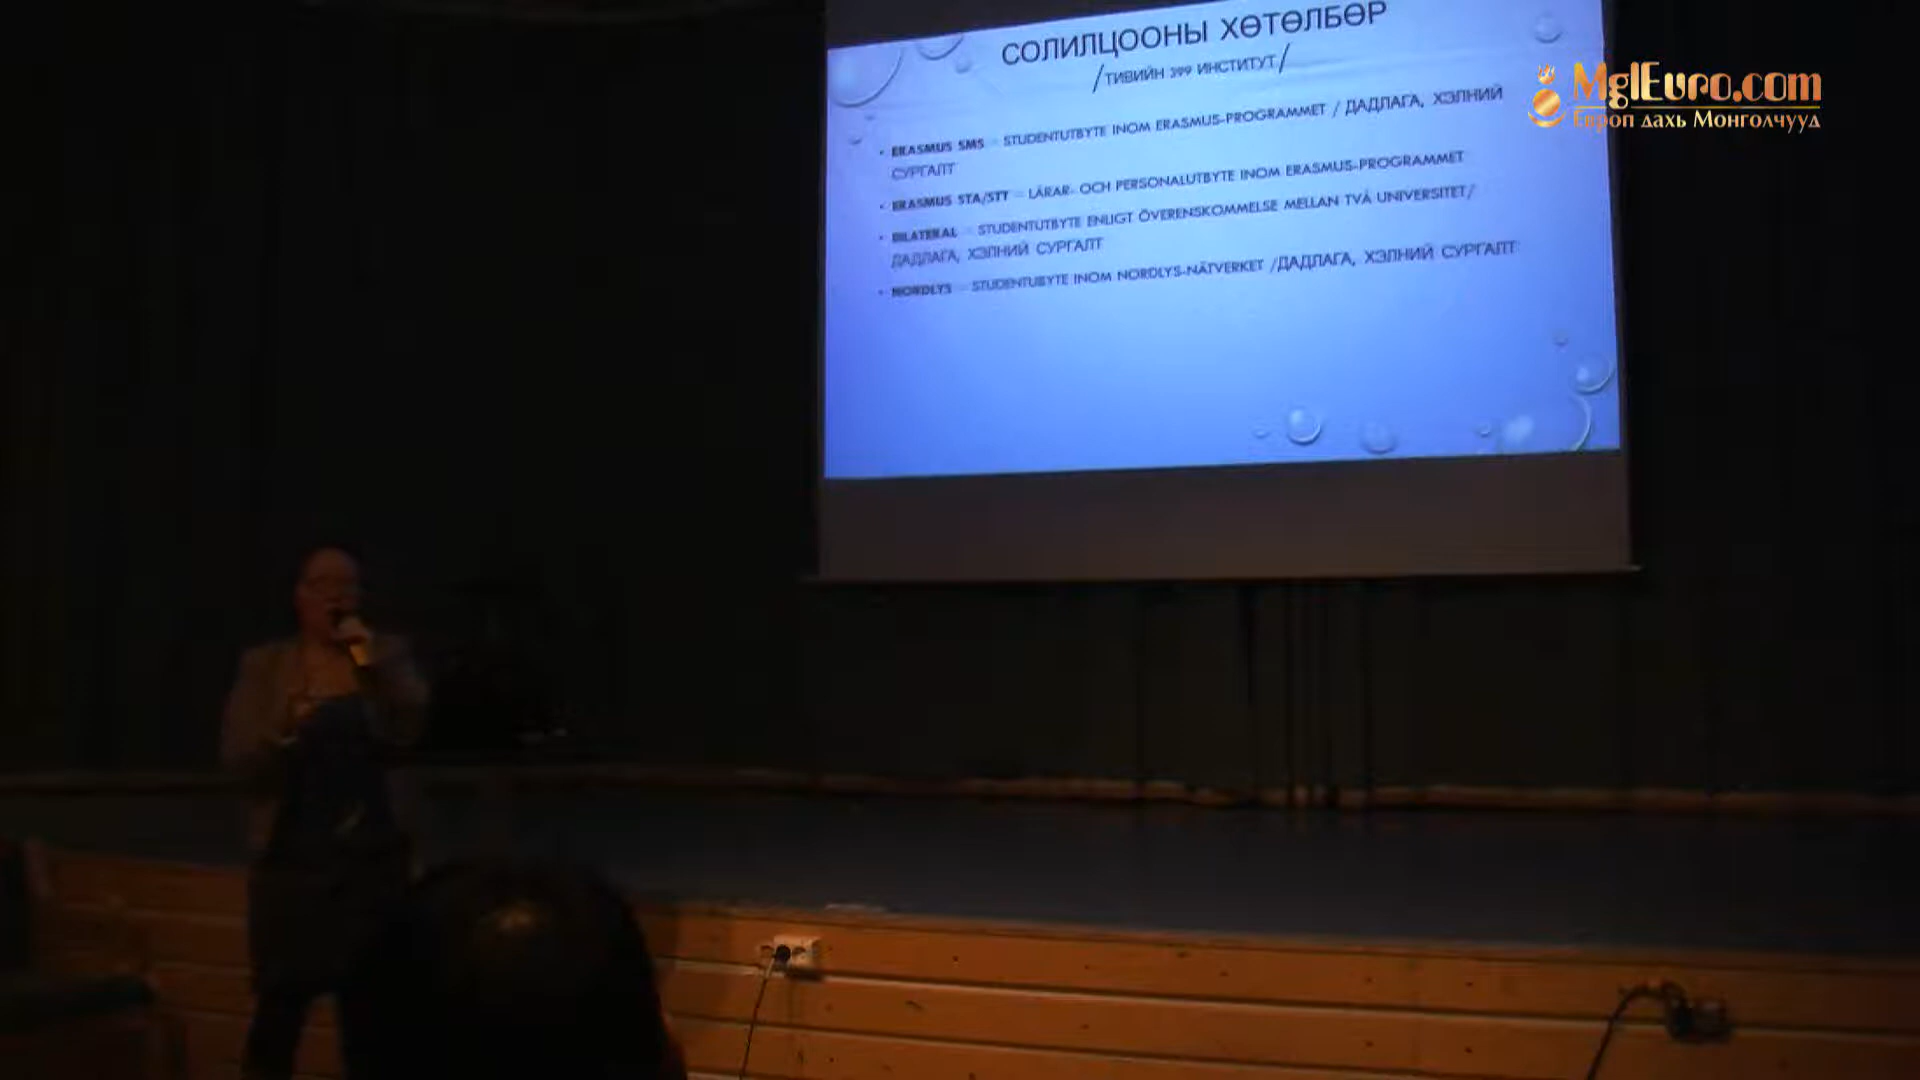 СОЛИЛЦООНЫ ХӨТӨЛБӨР
/ТИВИЙН 399 ИНСТИТУТ/
• ERASMUS SMS – STUDENTUTBYTE INOM ERASMUS-PROGRAMMET / ДАДЛАГА, ХЭЛНИЙ
СУРГАЛТ
• ERASMUS STA/STT – LÄRAR- OCH PERSONALUTBYTE INOM ERASMUS-PROGRAMMET
• BILATERAL – STUDENTUTBYTE ENLIGT ÖVERENSKOMMELSE MELLAN TVÅ UNIVERSITET/
ДАДЛАГА, ХЭЛНИЙ СУРГАЛТ
• NORDLYS – STUDENTUBYTE INOM NORDLYS-NÄTVERKET /ДАДЛАГА, ХЭЛНИЙ СУРГАЛТ
MglEuro.com
Европ дахь Монголчууд